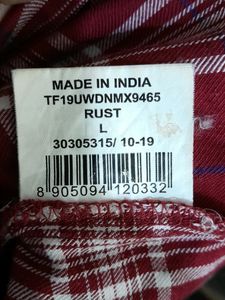 MADE IN INDIA
TF19UWDNMX9465
RUST
L
30305315/ 10-19
8 905094 120332